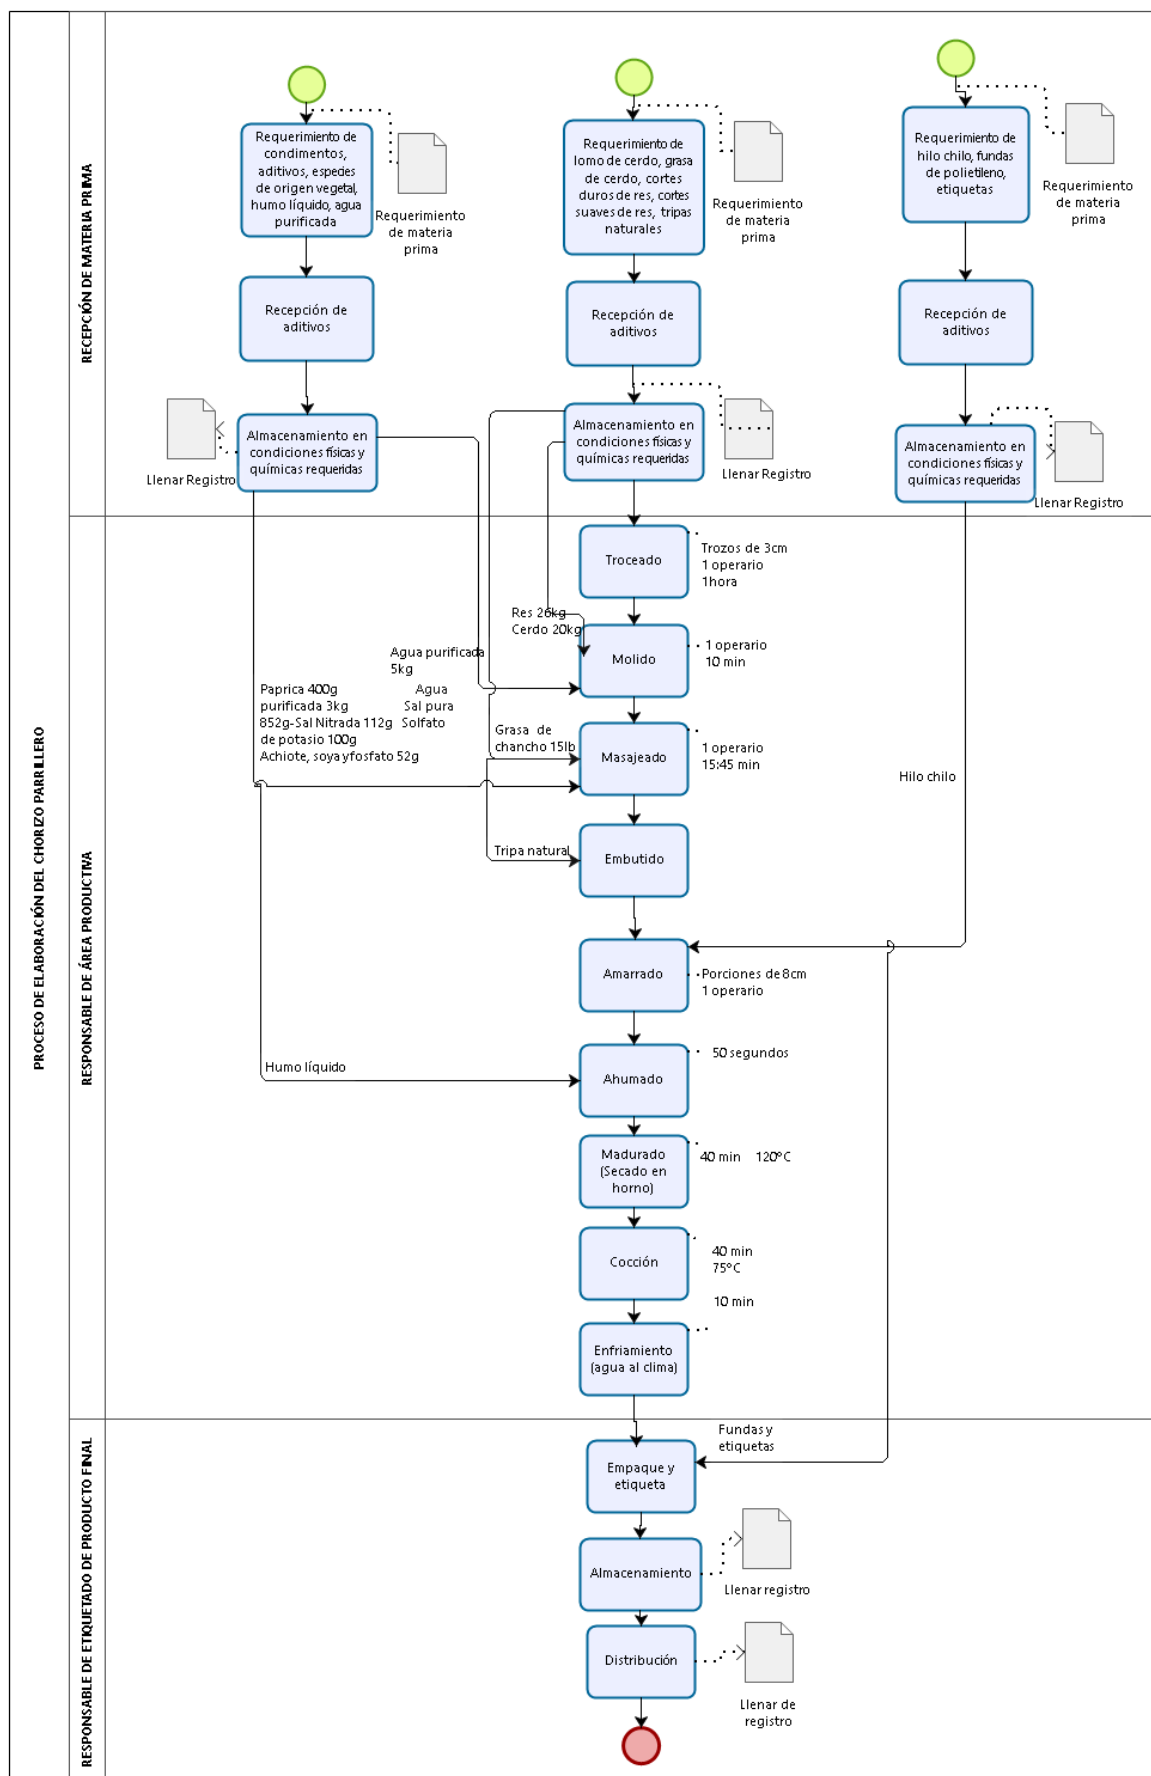 PROCESO DE ELABORACIÓN DEL CHORIZO PARRILLERO
RECEPCIÓN DE MATERIA PRIMA
Requerimiento de
condimentos,
aditivos, especies
de origen vegetal,
humo líquido, agua
purificada
Requerimiento
de materia
prima
Requerimiento de
lomo de cerdo, grasa
de cerdo, cortes
duros de res, cortes
suaves de res, tripas
naturales
Requerimiento
de materia
prima
Requerimiento de
hilo chilo, fundas
de polietileno,
etiquetas
Requerimiento
de materia
prima
Recepción de
aditivos
Recepción de
aditivos
Recepción de
aditivos
Llenar Registro
Almacenamiento en
condiciones físicas y
químicas requeridas
Almacenamiento en
condiciones físicas y
químicas requeridas
Llenar Registro
Almacenamiento en
condiciones físicas y
químicas requeridas
Llenar Registro
RESPONSABLE DE ÁREA PRODUCTIVA
Troceado
Trozos de 3cm
1 operario
1hora
Res 26kg
Cerdo 20kg
Molido
1 operario
10 min
Agua purificada
5kg
Paprica 400g Agua
purificada 3kg Sal pura
852g-Sal Nitrada 112g Solfato
de potasio 100g
Achiote, soya yfosfato 52g
Grasa de
chancho 15lb
Masajeado
1 operario
15:45 min
Hilo chilo
Tripa natural
Embutido
Amarrado
Porciones de 8cm
1 operario
Humo líquido
Ahumado
50 segundos
Madurado
(Secado en
horno)
40 min 120°C
Cocción
40 min
75°C
10 min
Enfriamiento
(agua al clima)
RESPONSABLE DE ETIQUETADO DE PRODUCTO FINAL
Fundas y
etiquetas
Empaque y
etiqueta
Almacenamiento
Llenar registro
Distribución
Llenar de
registro